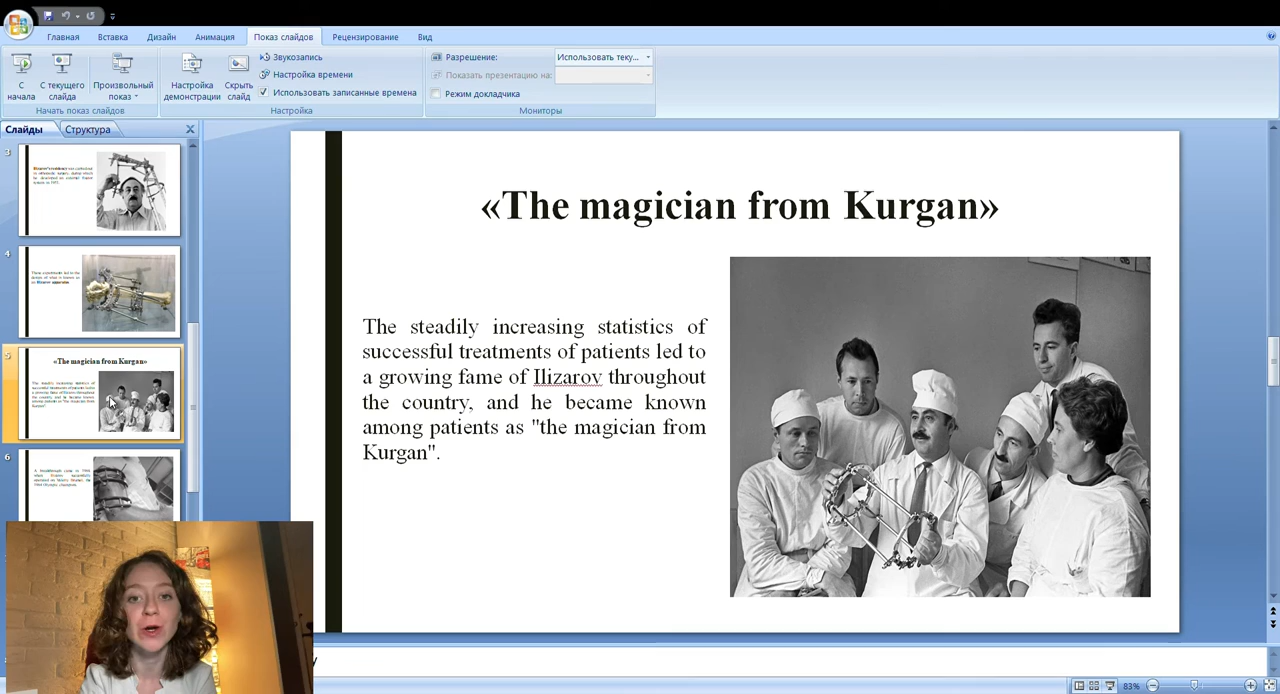 Главная Вставка Дизайн Анимация Показ слайдов Рецензирование Вид
С начала
С текущего слайда
Произвольный показ
Начать показ слайдов
Настройка демонстрации
Скрыть слайд
Звукозапись
Настройка времени
Использовать записанные времена
Настройка
Разрешение: Использовать теку...
Показать презентацию на:
Режим докладчика
Мониторы
Слайды Структура
3
4
5
«The magician from Kurgan»
6
«The magician from Kurgan»
The steadily increasing statistics of
successful treatments of patients led to
a growing fame of Ilizarov throughout
the country, and he became known
among patients as "the magician from
Kurgan".
83%